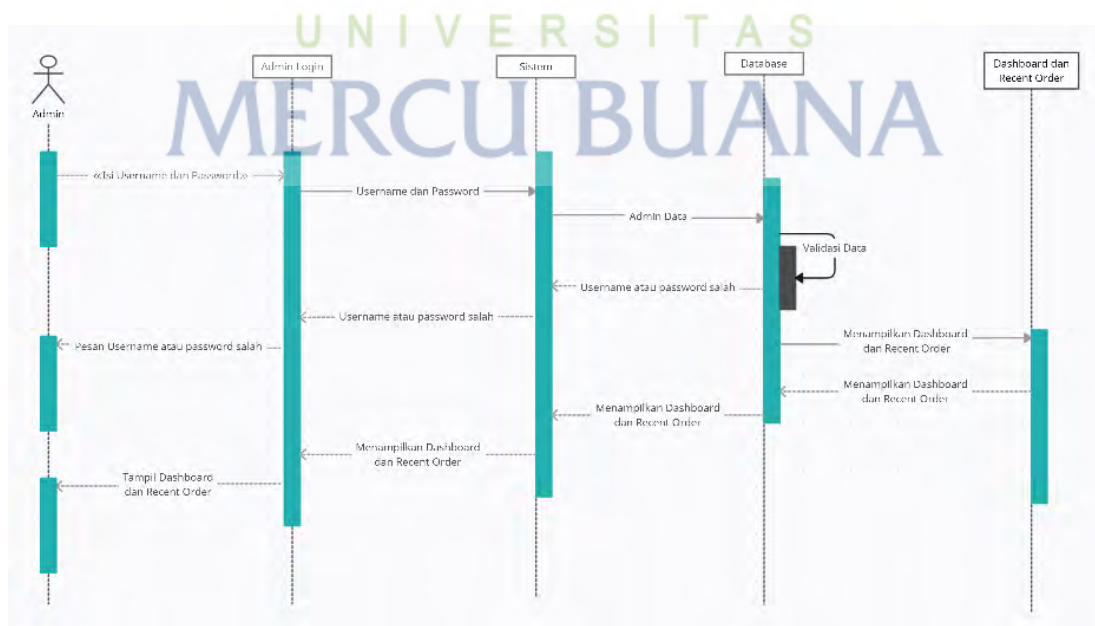 UNIVERSITAS
MERCU BUANA
Admin
Admin Login
Sistem
Database
Dashboard dan
Recent Order
«Isi Username dan Password»
Username dan Password
Admin Data
Validasi Data
Username atau password salah
Username atau password salah
Pesan Username atau password salah
Menampilkan Dashboard
dan Recent Order
Menampilkan Dashboard
dan Recent Order
Menampilkan Dashboard
dan Recent Order
Menampilkan Dashboard
dan Recent Order
Tampil Dashboard
dan Recent Order